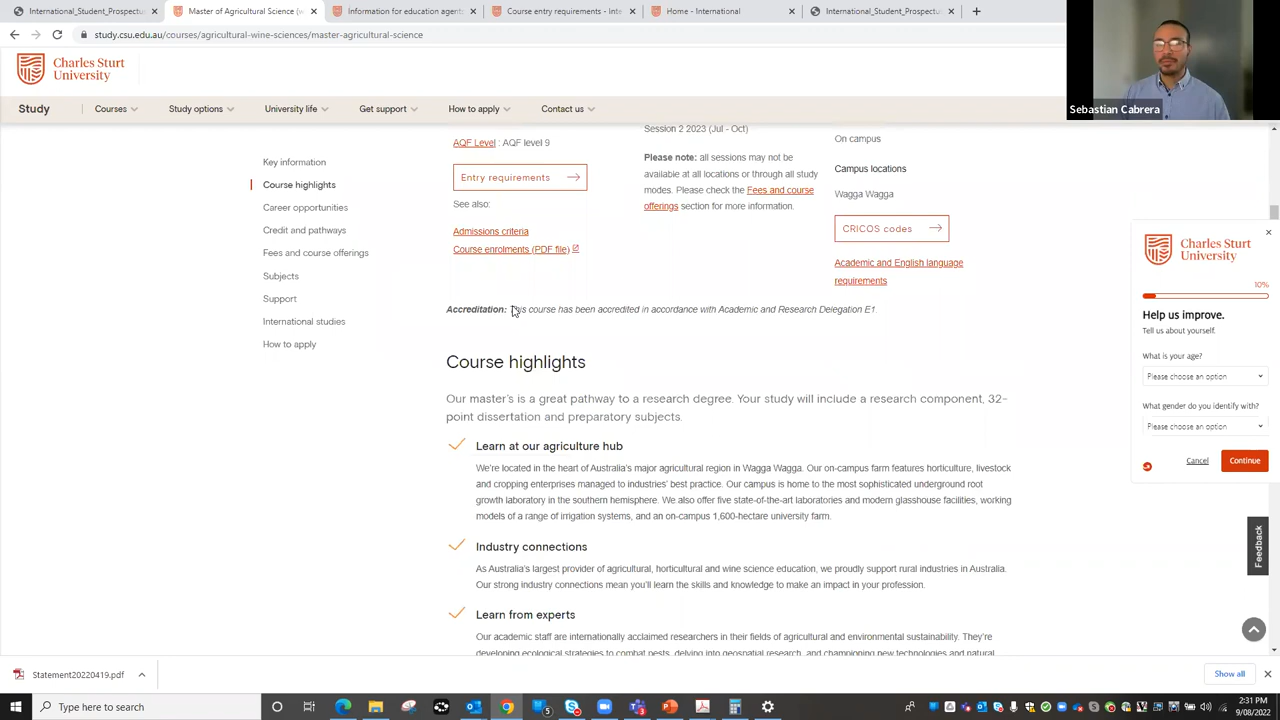 International_Student_Prospectu
Master of Agricultural Science (w
Information for education agents
Course entry requirements - Inte
Home - International
International_Student_Prospectu
study.csu.edu.au/courses/agricultural-wine-sciences/master-agricultural-science
Sebastian Cabrera
Charles Sturt
University
Study
Courses
Study options
University life
Get support
How to apply
Contact us
Key information
Course highlights
Career opportunities
Credit and pathways
Fees and course offerings
Subjects
Support
International studies
How to apply
AQF Level : AQF level 9
Entry requirements
See also:
Admissions criteria
Course enrolments (PDF file)
Session 2 2023 (Jul - Oct)
Please note: all sessions may not be
available at all locations or through all study
modes. Please check the Fees and course
offerings section for more information.
On campus
Campus locations
Wagga Wagga
CRICOS codes
Academic and English language
requirements
Accreditation: This course has been accredited in accordance with Academic and Research Delegation E1.
Course highlights
Our master's is a great pathway to a research degree. Your study will include a research component, 32-
point dissertation and preparatory subjects.
Learn at our agriculture hub
We're located in the heart of Australia's major agricultural region in Wagga Wagga. Our on-campus farm features horticulture, livestock
and cropping enterprises managed to industries' best practice. Our campus is home to the most sophisticated underground root
growth laboratory in the southern hemisphere. We also offer five state-of-the-art laboratories and modern glasshouse facilities, working
models of a range of irrigation systems, and an on-campus 1,600-hectare university farm.
Industry connections
As Australia's largest provider of agricultural, horticultural and wine science education, we proudly support rural industries in Australia.
Our strong industry connections mean you'll learn the skills and knowledge to make an impact in your profession.
Learn from experts
Our academic staff are internationally acclaimed researchers in their fields of agricultural and environmental sustainability. They're
developing ecological strategies to combat pests, delving into geospatial research, and championing new technologies and natural
Charles Sturt
University
10%
Help us improve.
Tell us about yourself.
What is your age?
Please choose an option
What gender do you identify with?
Please choose an option
Cancel
Continue
Feedback
Statement20220419.pdf
Show all
Type here to search
2:31 PM
9/08/2022